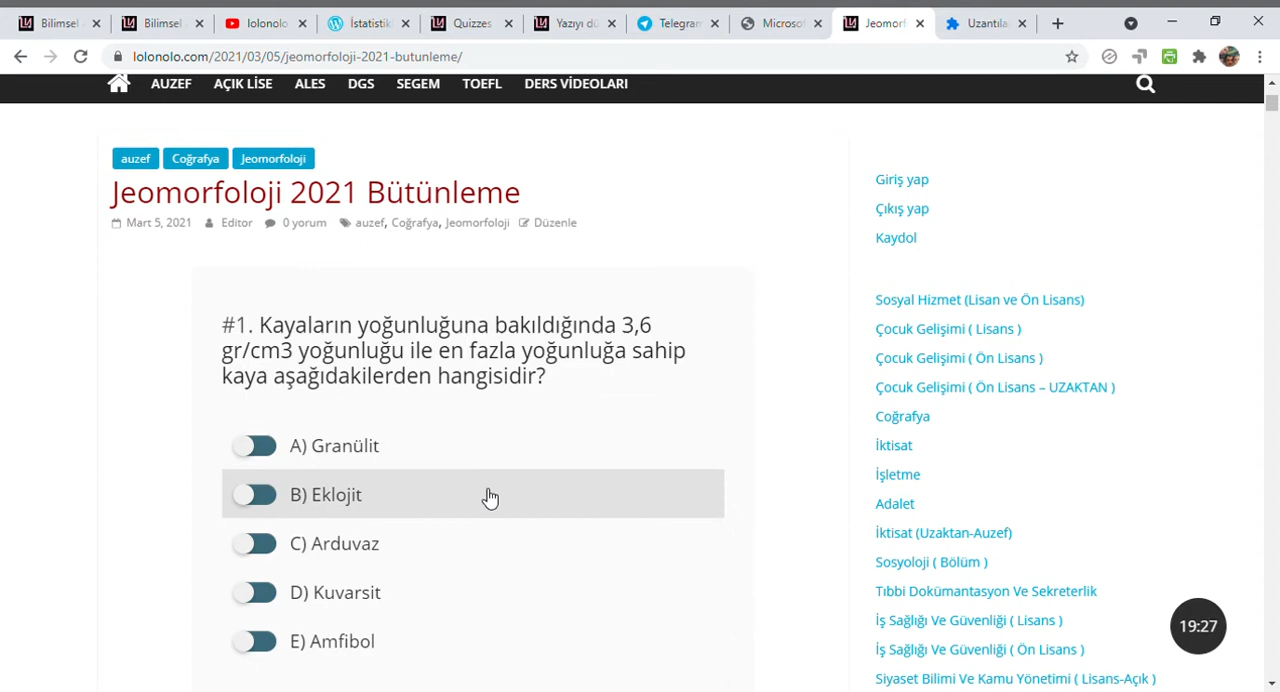 Bilimsel
Bilimsel
lolonolo
İstatistik
Quizzes
Yazıyı dü
Telegram
Microsof
Jeomorf
Uzantıla
lolonolo.com/2021/03/05/jeomorfoloji-2021-butunleme/
AUZEF AÇIK LİSE ALES DGS SEGEM TOEFL DERS VİDEOLARI
auzef Coğrafya Jeomorfoloji
Jeomorfoloji 2021 Bütünleme
Mart 5, 2021 Editor 0 yorum auzef, Coğrafya, Jeomorfoloji Düzenle
#1. Kayaların yoğunluğuna bakıldığında 3,6
gr/cm3 yoğunluğu ile en fazla yoğunluğa sahip
kaya aşağıdakilerden hangisidir?
A) Granülit
B) Eklojit
C) Arduvaz
D) Kuvarsit
E) Amfibol
Giriş yap
Çıkış yap
Kaydol
Sosyal Hizmet (Lisan ve Ön Lisans)
Çocuk Gelişimi ( Lisans )
Çocuk Gelişimi ( Ön Lisans )
Çocuk Gelişimi ( Ön Lisans – UZAKTAN )
Coğrafya
İktisat
İşletme
Adalet
İktisat (Uzaktan-Auzef)
Sosyoloji ( Bölüm )
Tıbbi Dokümantasyon Ve Sekreterlik
İş Sağlığı Ve Güvenliği ( Lisans )
İş Sağlığı Ve Güvenliği ( Ön Lisans )
Siyaset Bilimi Ve Kamu Yönetimi ( Lisans-Açık )
19:27